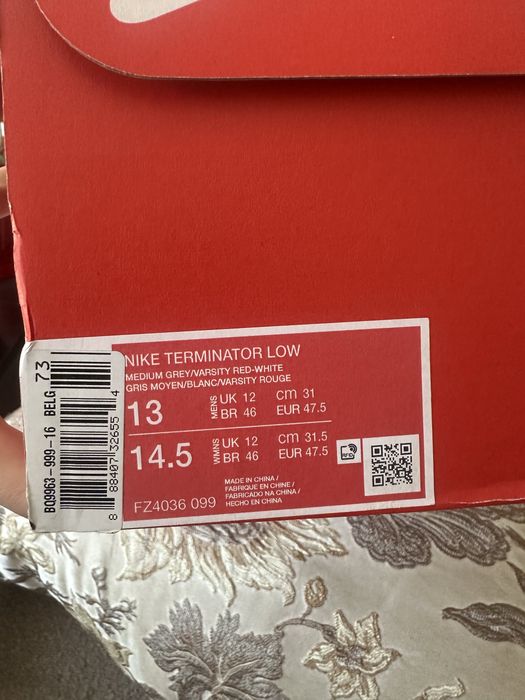 NIKE TERMINATOR LOW
MEDIUM GREY/VARSITY RED-WHITE
GRIS MOYEN/BLANC/VARSITY ROUGE
13 MENS UK 12 cm 31
BR 46 EUR 47.5
14.5 WMNS UK 12 cm 31.5
BR 46 EUR 47.5
RFID
MADE IN CHINA /
FABRIQUE EN CHINE /
FABRICADO NA CHINA /
HECHO EN CHINA
FZ4036 099
73
BQ9963-999-16 BELG
8 88407 32655 4